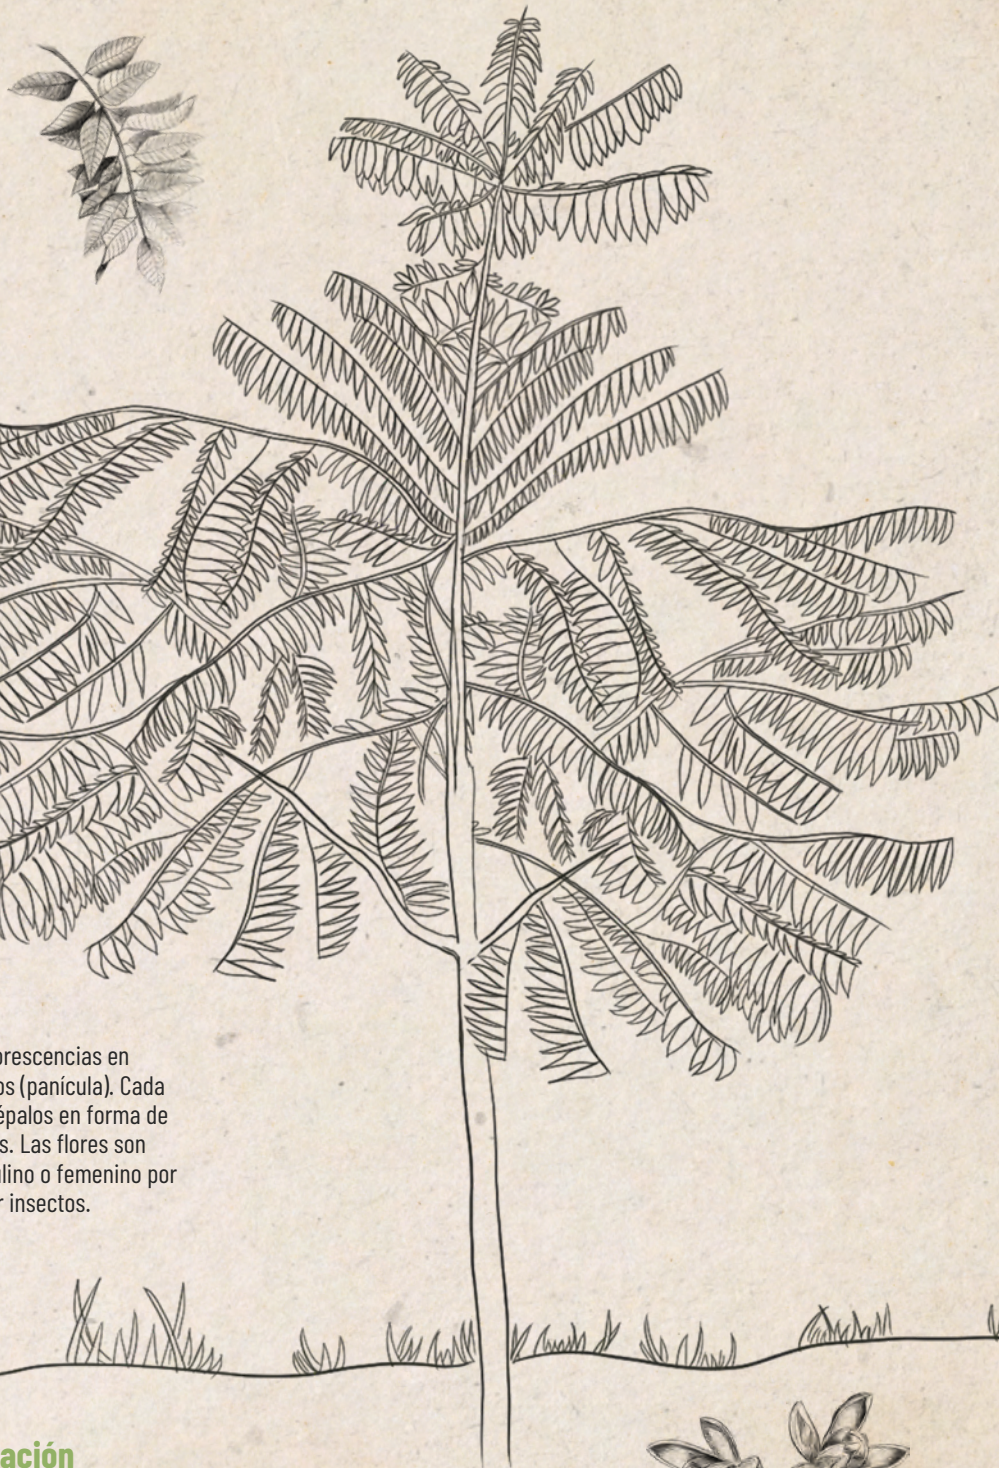 orescencias en
os (panícula). Cada
épalos en forma de
s. Las flores son
lino o femenino por
r insectos.
ación